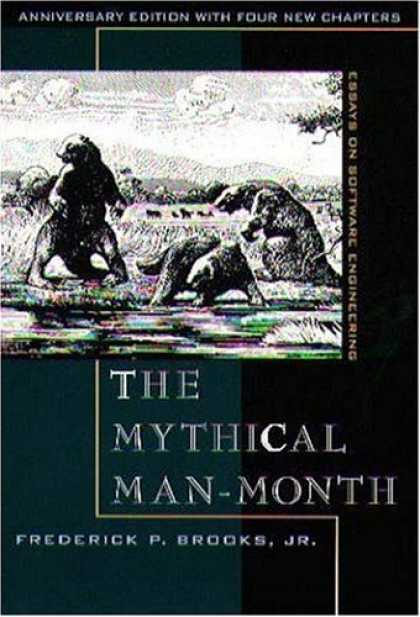 ANNIVERSARY EDITION WITH FOUR NEW CHAPTERS
ESSAYS ON SOFTWARE ENGINEERING
THE
MYTHICAL
MAN-MONTH
FREDERICK P. BROOKS, JR.